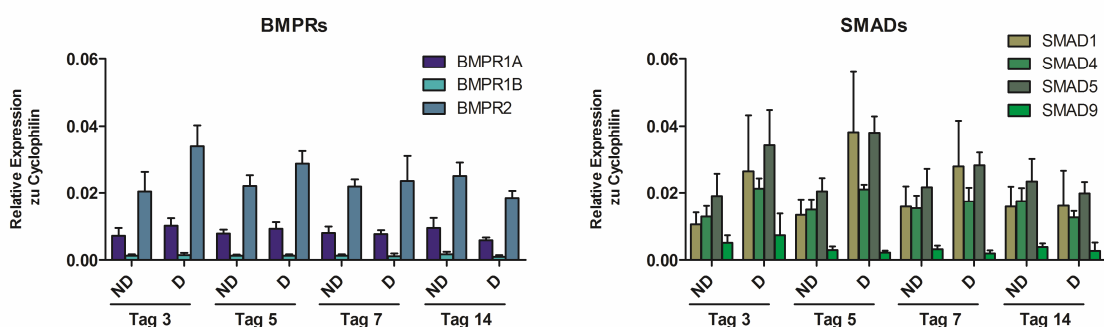 BMPRs
Relative Expression
zu Cyclophilin
0.06
0.04
0.02
0.00
BMPR1A
BMPR1B
BMPR2
ND D ND D ND D ND D
Tag 3 Tag 5 Tag 7 Tag 14
SMADs
Relative Expression
zu Cyclophilin
0.06
0.04
0.02
0.00
SMAD1
SMAD4
SMAD5
SMAD9
ND D ND D ND D ND D
Tag 3 Tag 5 Tag 7 Tag 14